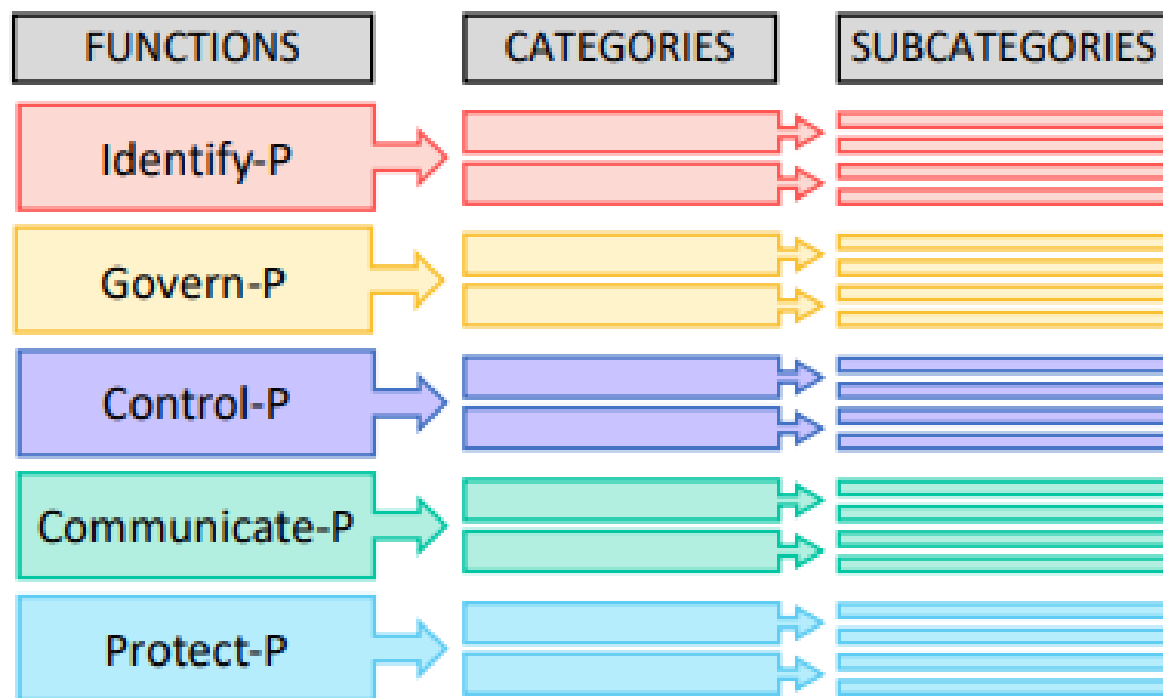 FUNCTIONS
CATEGORIES
SUBCATEGORIES
Identify-P
Govern-P
Control-P
Communicate-P
Protect-P